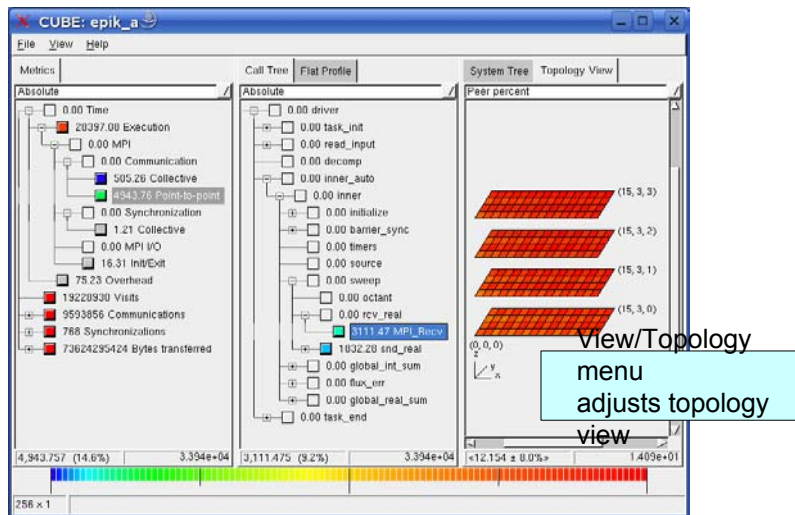 CUBE: epik_a
File View Help
Metrics
Absolute
0.00 Time
20397.00 Execution
0.00 MPI
0.00 Communication
505.26 Collective
4943.76 Point-to-point
0.00 Synchronization
1.21 Collective
0.00 MPI I/O
16.31 Init/Exit
75.23 Overhead
19220930 Visits
9593856 Communications
768 Synchronizations
73624295424 Bytes transferred
4,943.757 (14.6%) 3.394e+04
Call Tree Flat Profile
Absolute
0.00 driver
0.00 task_init
0.00 read_input
0.00 decomp
0.00 inner_auto
0.00 inner
0.00 initialize
0.00 barrier_sync
0.00 timers
0.00 source
0.00 sweep
0.00 octant
0.00 rcv_real
3111.47 MPI_Recv
1832.28 snd_real
0.00 global_int_sum
0.00 flux_err
0.00 global_real_sum
0.00 task_end
3,111.475 (9.2%) 3.394e+04
System Tree Topology View
Peer percent
(15, 3, 3)
(15, 3, 2)
(15, 3, 1)
(15, 3, 0)
(0, 0, 0)
z
y
x
<12.154 ± 0.0%> 1.409e+01
View/Topology
menu
adjusts topology
view
256 × 1